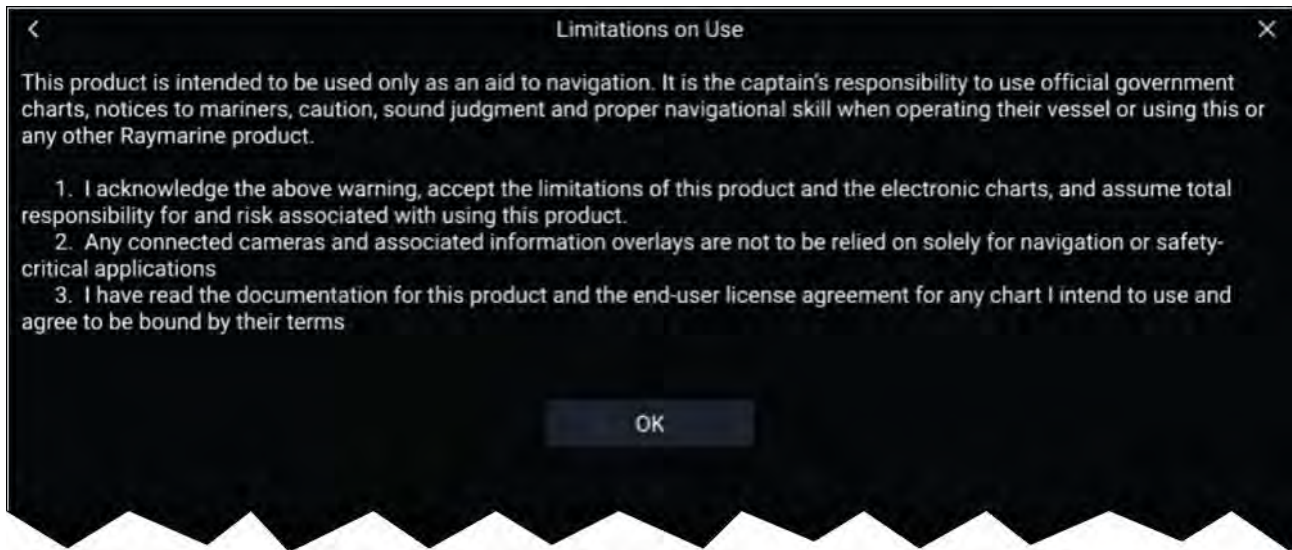 Limitations on Use
This product is intended to be used only as an aid to navigation. It is the captain's responsibility to use official government
charts, notices to mariners, caution, sound judgment and proper navigational skill when operating their vessel or using this or
any other Raymarine product.
1. I acknowledge the above warning, accept the limitations of this product and the electronic charts, and assume total
responsibility for and risk associated with using this product.
2. Any connected cameras and associated information overlays are not to be relied on solely for navigation or safety-
critical applications
3. I have read the documentation for this product and the end-user license agreement for any chart I intend to use and
agree to be bound by their terms
OK